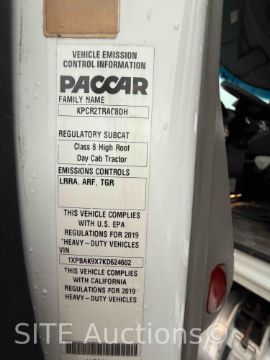 VEHICLE EMISSION
CONTROL INFORMATION
PACCAR
FAMILY NAME
KPCR2TRAC8DH
REGULATORY SUBCAT
Class 8 High Roof
Day Cab Tractor
EMISSIONS CONTROLS
LRRA, ARF, TGR
THIS VEHICLE COMPLIES
WITH U.S. EPA
REGULATIONS FOR 2019
"HEAVY-DUTY VEHICLES
VIN
1XPBAK9X7KD624602
THIS VEHICLE COMPLIES
WITH CALIFORNIA
REGULATIONS FOR 2019
"HEAVY-DUTY VEHICLES
SITE Auctions